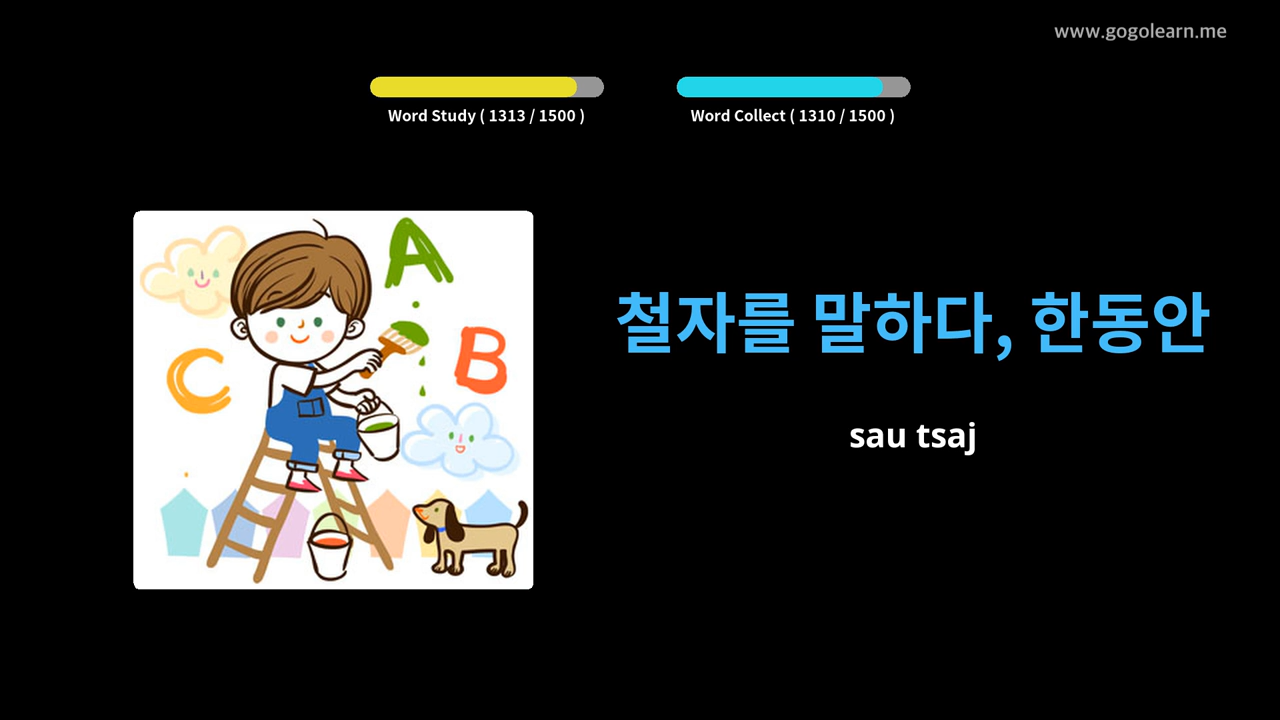 www.gogolearn.me
Word Study ( 1313 / 1500 )
Word Collect ( 1310 / 1500 )
A
B
C
철자를 말하다, 한동안
sau tsaj